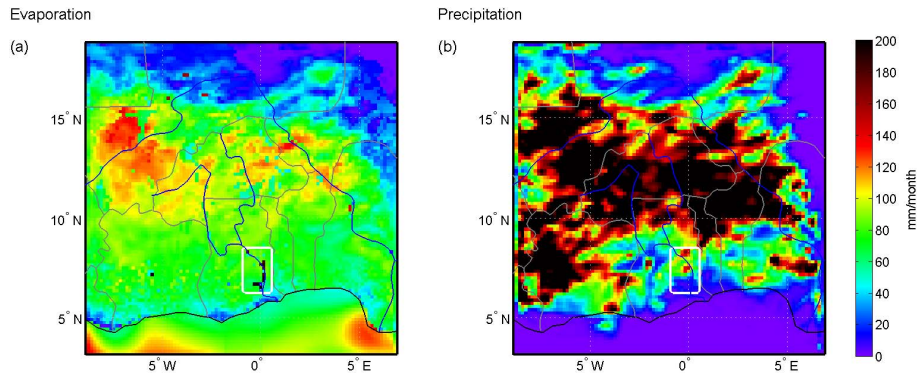 Evaporation
Precipitation
(a)
(b)
15° N
10° N
5° N
5° W
0°
5° E
15° N
10° N
5° N
5° W
0°
5° E
200
180
160
140
120
100
80
60
40
20
0
mm/month